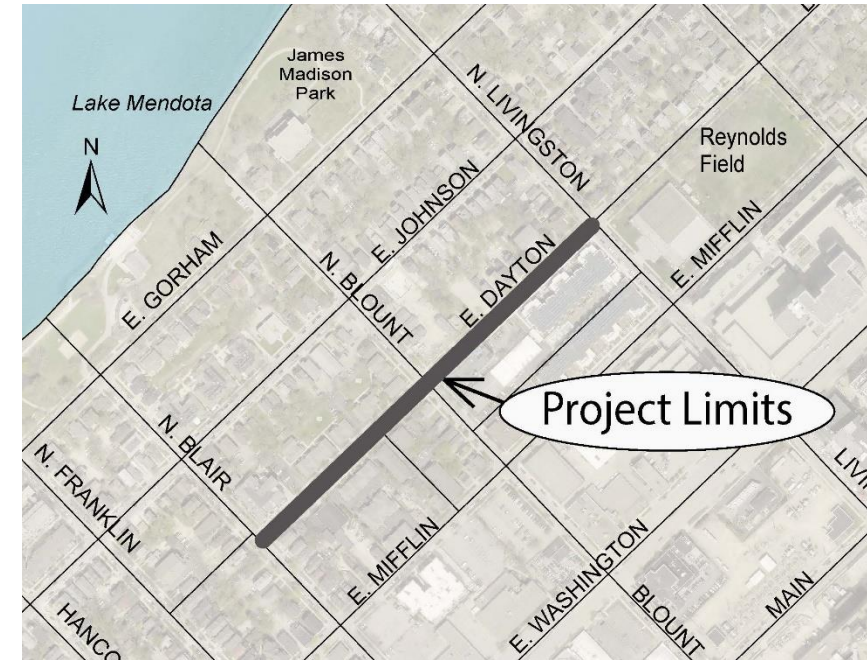 James
Madison
Park
Lake Mendota
N
N. LIVINGSTON
Reynolds
Field
E. JOHNSON
E. MIFFLIN
E. GORHAM
N. BLOUNT
E. DAYTON
Project Limits
N. BLAIR
N. FRANKLIN
E. MIFFLIN
E. WASHINGTON
BLOUNT
MAIN
HANCO